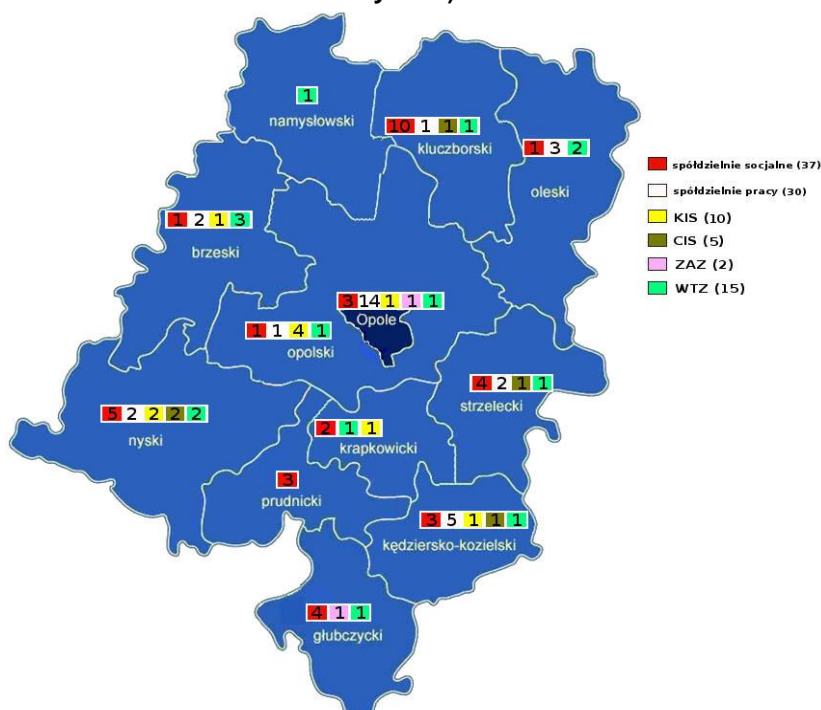 1
namysłowski
10 1 1 1
kluczborski
1 3 2
oleski
1 2 1 3
brzeski
3 14 1 1 1
Opole
1 1 4 1
opolski
4 2 1 1
strzelecki
5 2 2 2 2
nyski
2 1 1
krapkowicki
3
prudnicki
3 5 1 1 1
kędziersko-kozielski
4 1 1
głubczycki
spółdzielnie socjalne (37)
spółdzielnie pracy (30)
KIS (10)
CIS (5)
ZAZ (2)
WTZ (15)